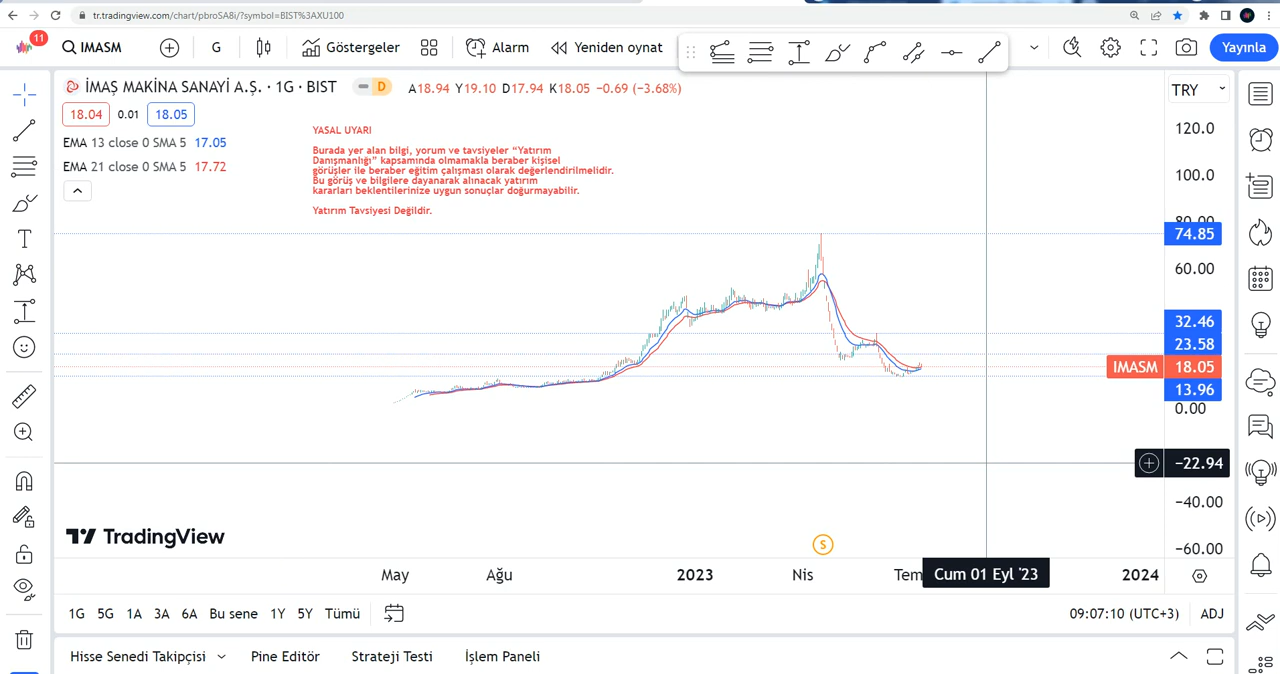 tr.tradingview.com/chart/pbroSA8i/?symbol=BIST%3AXU100
11
IMASM
G
Göstergeler
Alarm
Yeniden oynat
Yayınla
İMAŞ MAKİNA SANAYİ A.Ş. · 1G · BIST
D
A18.94 Y19.10 D17.94 K18.05 −0.69 (−3.68%)
TRY
18.04
0.01
18.05
EMA 13 close 0 SMA 5 17.05
EMA 21 close 0 SMA 5 17.72
YASAL UYARI
Burada yer alan bilgi, yorum ve tavsiyeler “Yatırım
Danışmanlığı” kapsamında olmamakla beraber kişisel
görüşler ile beraber eğitim çalışması olarak değerlendirilmelidir.
Bu görüş ve bilgilere dayanarak alınacak yatırım
kararları beklentilerinize uygun sonuçlar doğurmayabilir.
Yatırım Tavsiyesi Değildir.
120.0
100.0
80.00
74.85
60.00
32.46
23.58
IMASM 18.05
13.96
0.00
−22.94
−40.00
−60.00
TradingView
S
May
Ağu
2023
Nis
Tem
Cum 01 Eyl '23
2024
1G
5G
1A
3A
6A
Bu sene
1Y
5Y
Tümü
09:07:10 (UTC+3)
ADJ
Hisse Senedi Takipçisi
Pine Editör
Strateji Testi
İşlem Paneli